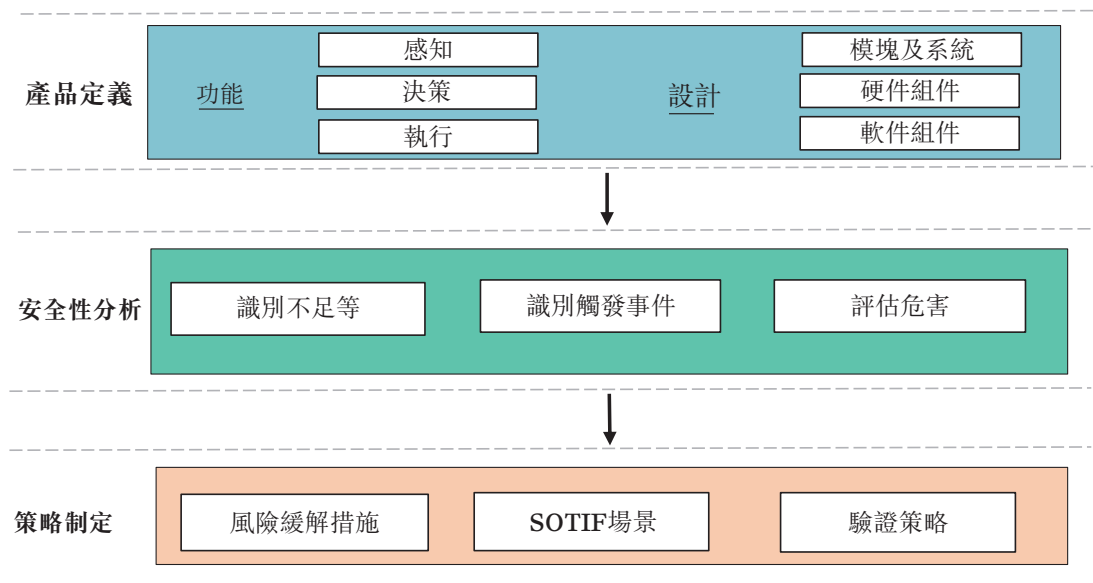 產品定義
功能
感知
決策
執行
設計
模塊及系統
硬件組件
軟件組件
安全性分析
識別不足等
識別觸發事件
評估危害
策略制定
風險緩解措施
SOTIF場景
驗證策略